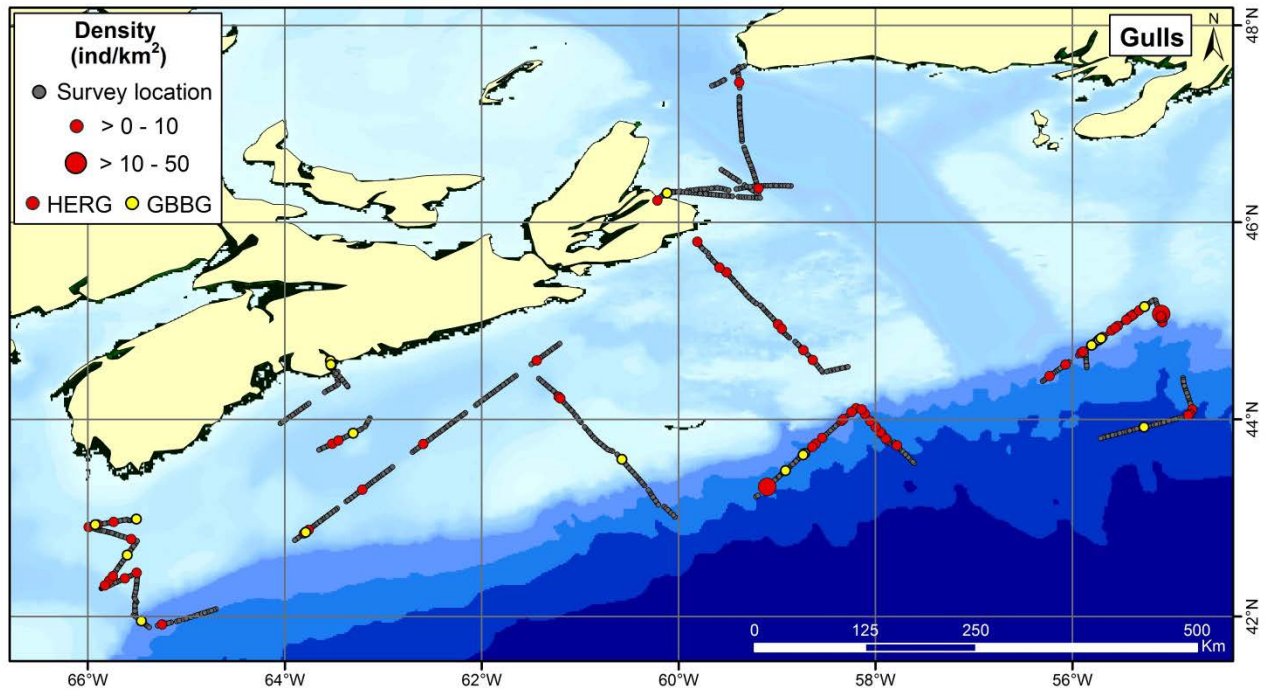 Density
(ind/km²)
Survey location
> 0 - 10
> 10 - 50
HERG GBBG
Gulls
N
48°N
46°N
44°N
42°N
0 125 250 500
Km
66°W 64°W 62°W 60°W 58°W 56°W